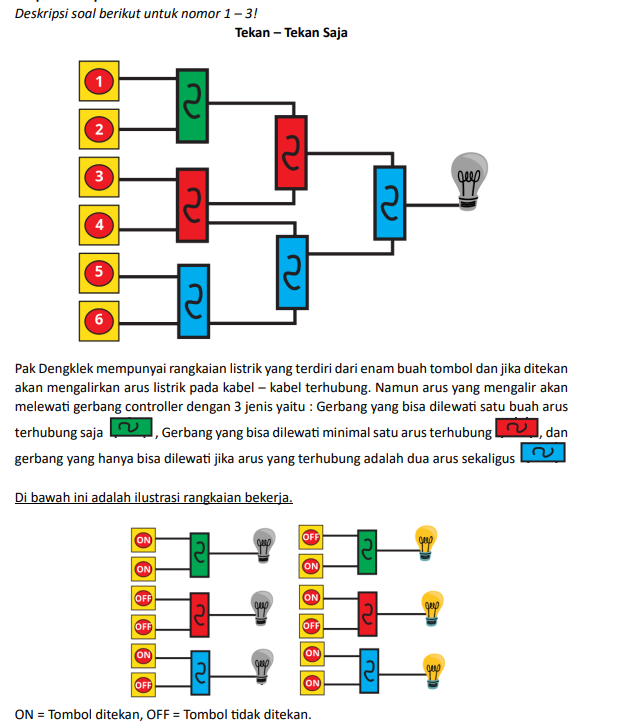 Deskripsi soal berikut untuk nomor 1 – 3!
Tekan – Tekan Saja
1
2
3
4
5
6
Pak Dengklek mempunyai rangkaian listrik yang terdiri dari enam buah tombol dan jika ditekan
akan mengalirkan arus listrik pada kabel – kabel terhubung. Namun arus yang mengalir akan
melewati gerbang controller dengan 3 jenis yaitu : Gerbang yang bisa dilewati satu buah arus
terhubung saja , Gerbang yang bisa dilewati minimal satu arus terhubung , dan
gerbang yang hanya bisa dilewati jika arus yang terhubung adalah dua arus sekaligus
Di bawah ini adalah ilustrasi rangkaian bekerja.
ON OFF
ON ON
OFF ON
OFF OFF
ON ON
OFF ON
ON = Tombol ditekan, OFF = Tombol tidak ditekan.